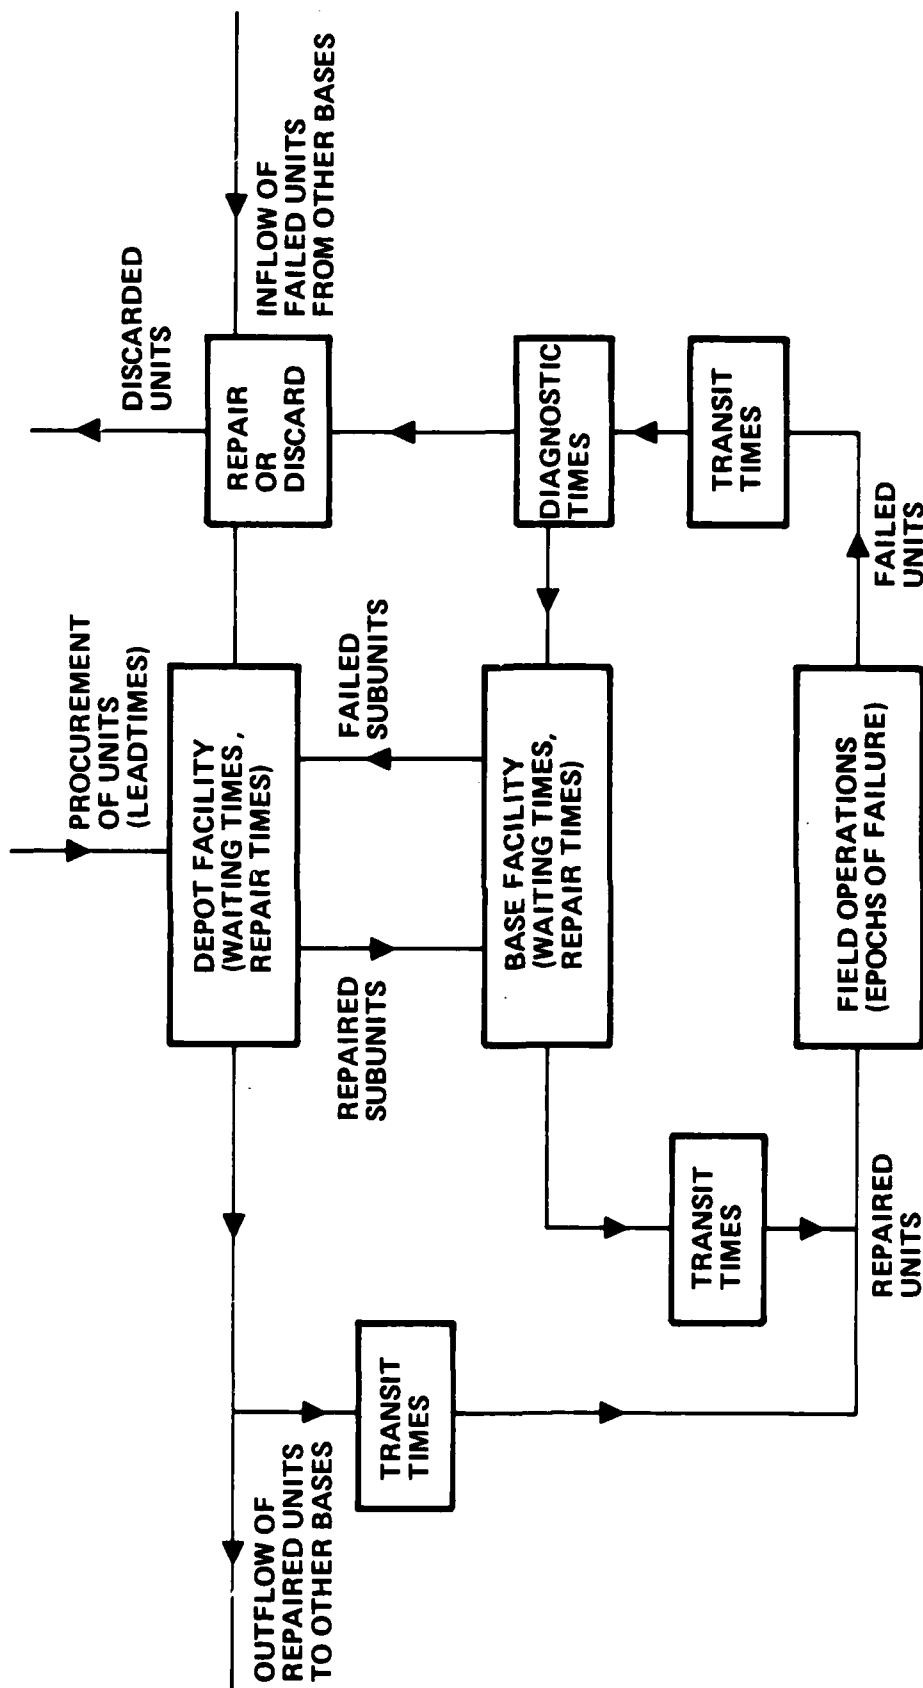 PROCUREMENT
OF UNITS
(LEADTIMES)
DISCARDED
UNITS
DEPOT FACILITY
(WAITING TIMES,
REPAIR TIMES)
REPAIR
OR
DISCARD
OUTFLOW OF
REPAIRED UNITS
TO OTHER BASES
INFLOW OF
FAILED UNITS
FROM OTHER BASES
REPAIRED
SUBUNITS
FAILED
SUBUNITS
TRANSIT
TIMES
BASE FACILITY
(WAITING TIMES,
REPAIR TIMES)
DIAGNOSTIC
TIMES
TRANSIT
TIMES
TRANSIT
TIMES
FIELD OPERATIONS
(EPOCHS OF FAILURE)
REPAIRED
UNITS
FAILED
UNITS